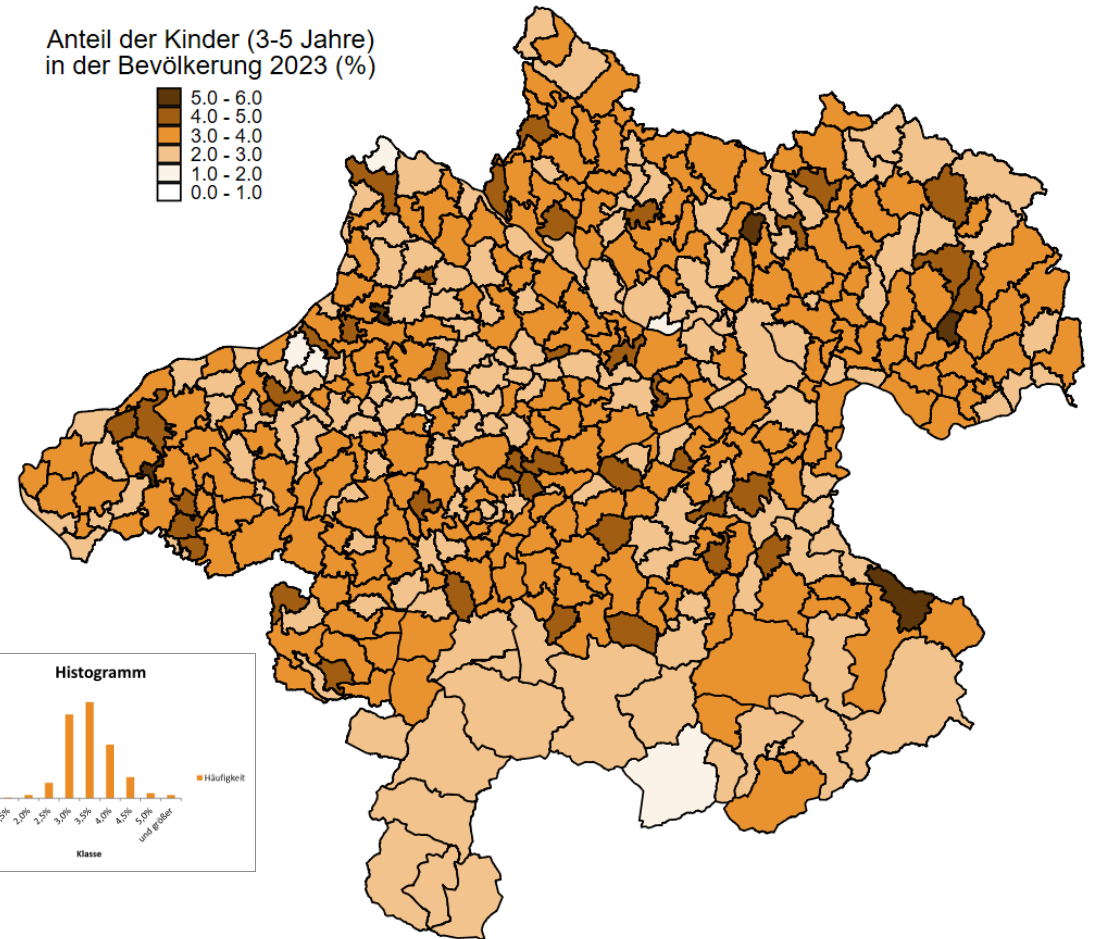 Anteil der Kinder (3-5 Jahre)
in der Bevölkerung 2023 (%)
5.0 - 6.0
4.0 - 5.0
3.0 - 4.0
2.0 - 3.0
1.0 - 2.0
0.0 - 1.0
Histogramm
Häufigkeit
2,0%
2,5%
3,0%
3,5%
4,0%
4,5%
5,0%
und größer
Klasse